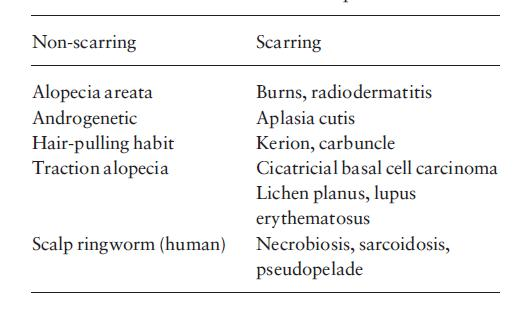 Non-scarring Scarring
Alopecia areata Burns, radiodermatitis
Androgenetic Aplasia cutis
Hair-pulling habit Kerion, carbuncle
Traction alopecia Cicatricial basal cell carcinoma
Lichen planus, lupus
erythematosus
Scalp ringworm (human) Necrobiosis, sarcoidosis,
pseudopelade